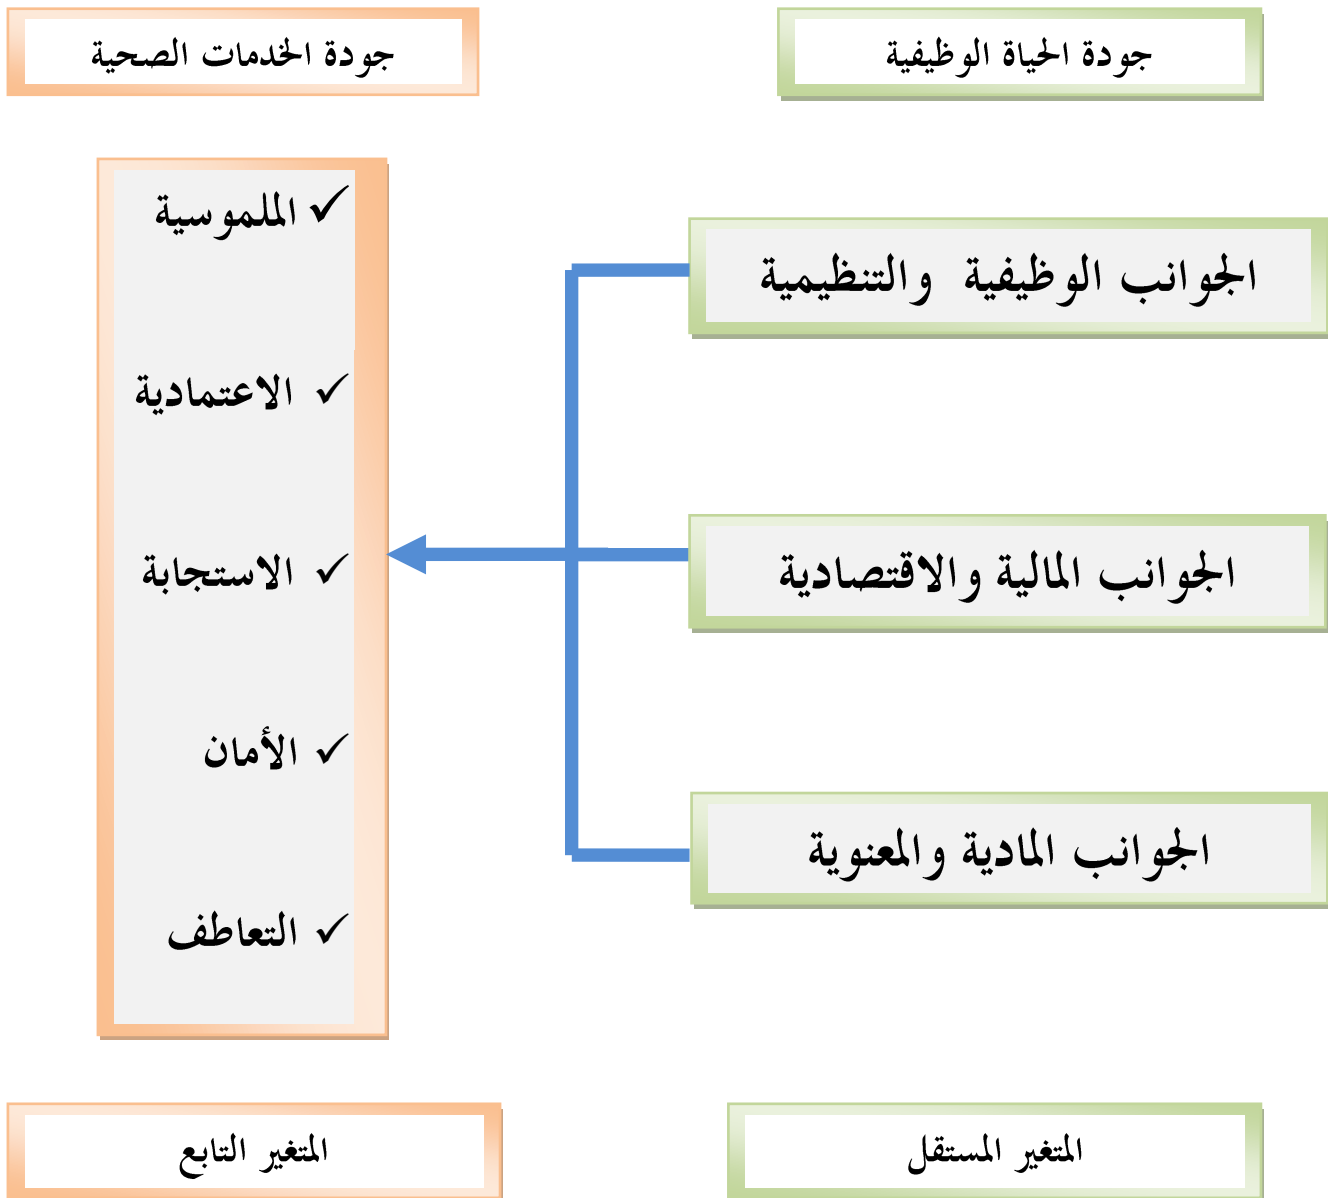 جودة الحياة الوظيفية
جودة الخدمات الصحية
الجوانب الوظيفية والتنظيمية
الجوانب المالية والاقتصادية
الجوانب المادية والمعنوية
✓ الملموسية
✓ الاعتمادية
✓ الاستجابة
✓ الأمان
✓ التعاطف
المتغير المستقل
المتغير التابع